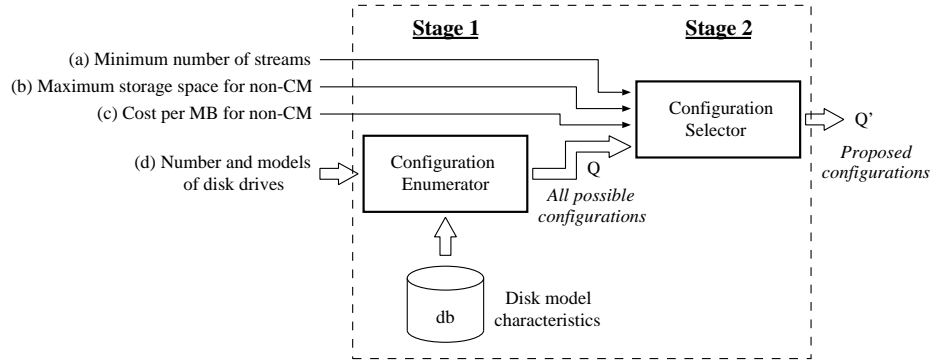 Stage 1
Stage 2
(a) Minimum number of streams
(b) Maximum storage space for non-CM
(c) Cost per MB for non-CM
(d) Number and models
of disk drives
Configuration
Enumerator
Q
All possible
configurations
Configuration
Selector
Q’
Proposed
configurations
db
Disk model
characteristics